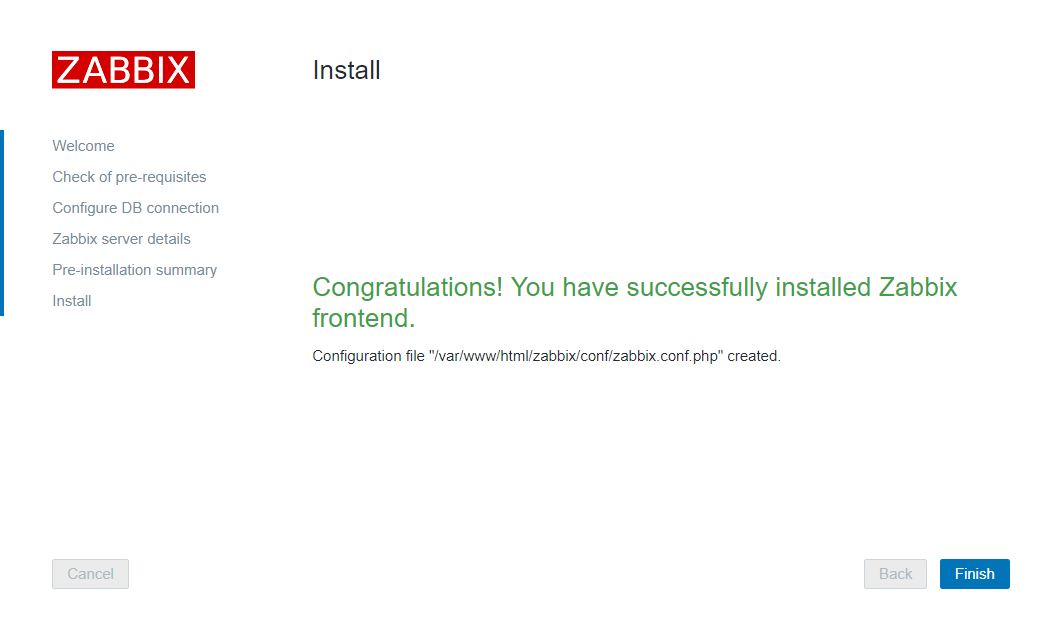 ZABBIX
Install
Welcome
Check of pre-requisites
Configure DB connection
Zabbix server details
Pre-installation summary
Install
Congratulations! You have successfully installed Zabbix
frontend.
Configuration file "/var/www/html/zabbix/conf/zabbix.conf.php" created.
Cancel
Back
Finish